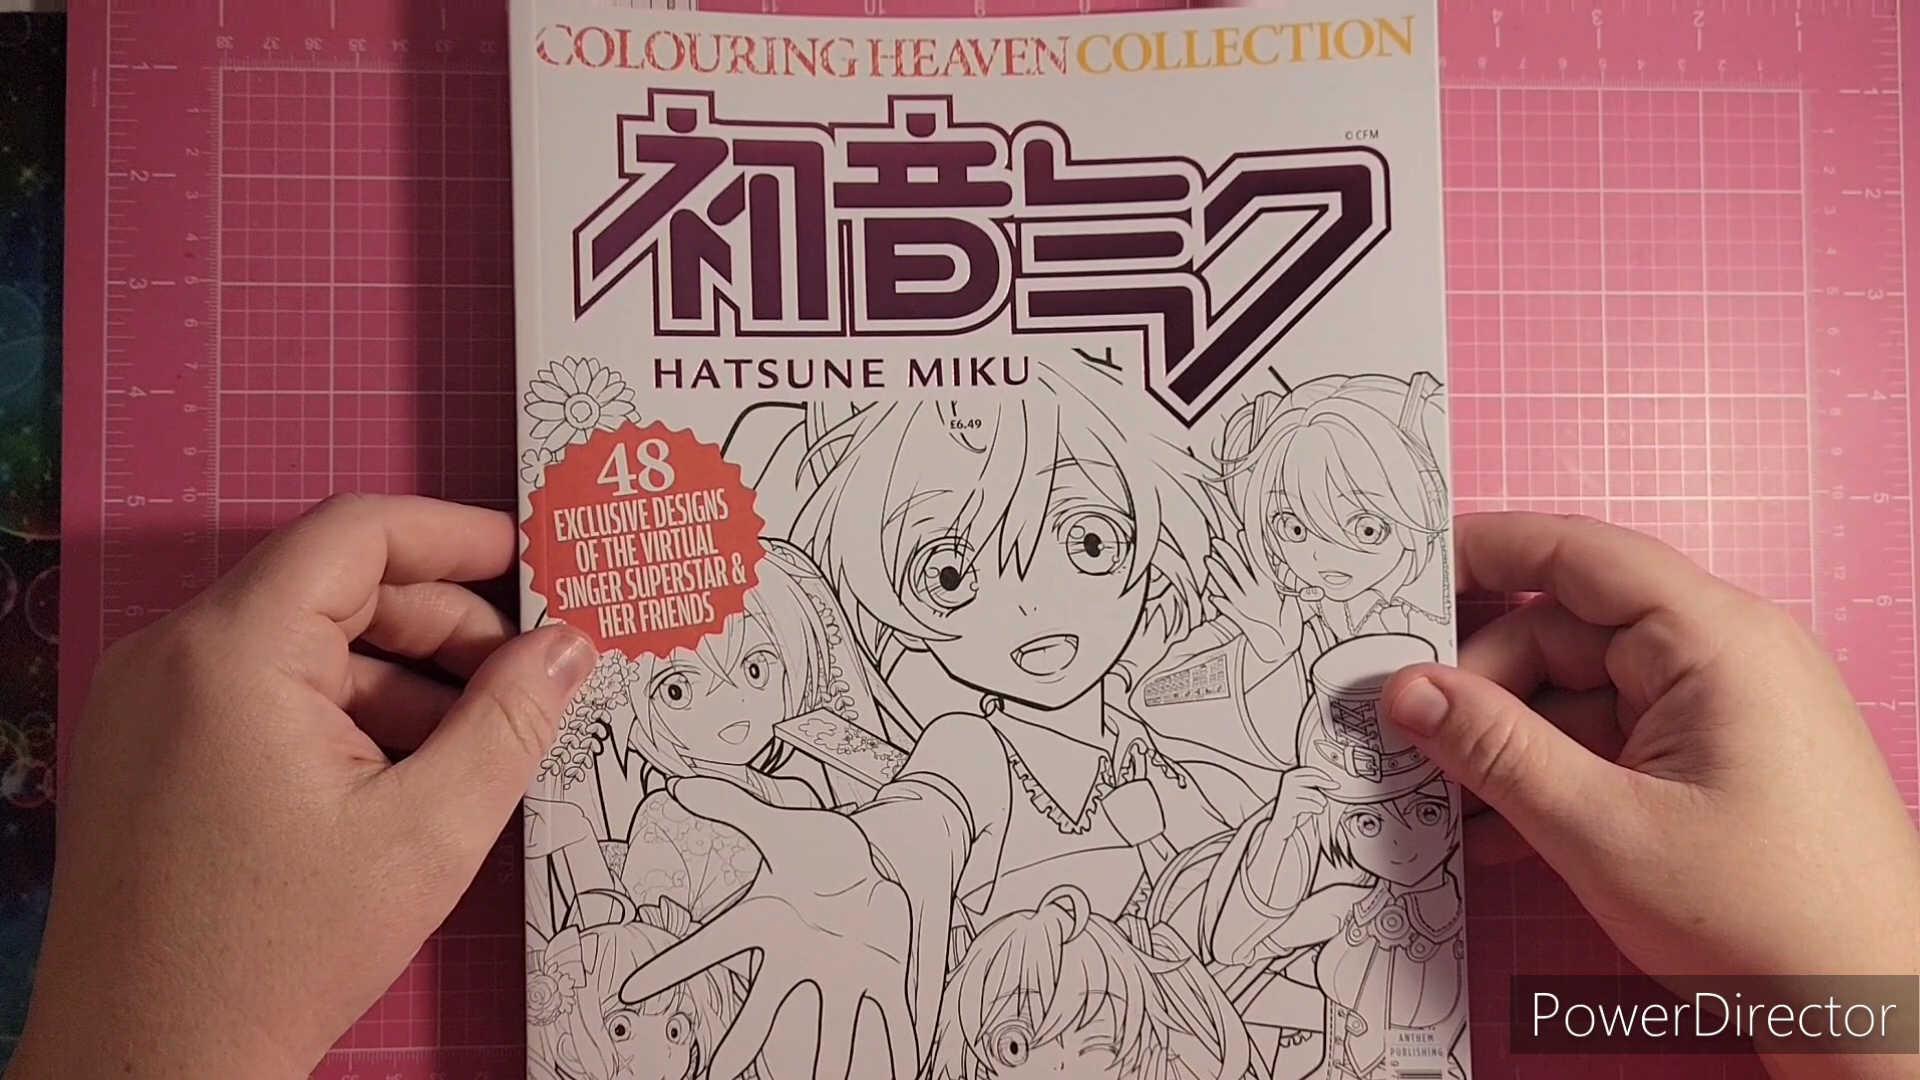 COLOURING HEAVEN COLLECTION
© CFM
初音ミク
HATSUNE MIKU
£6.49
48
EXCLUSIVE DESIGNS
OF THE VIRTUAL
SINGER SUPERSTAR &
HER FRIENDS
ANTHEM
PUBLISHING
PowerDirector